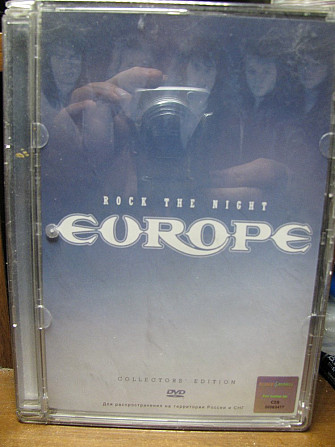 ROCK THE NIGHT
EUROPE
COLLECTORS EDITION
DVD
Для распространения на территории России и СНГ